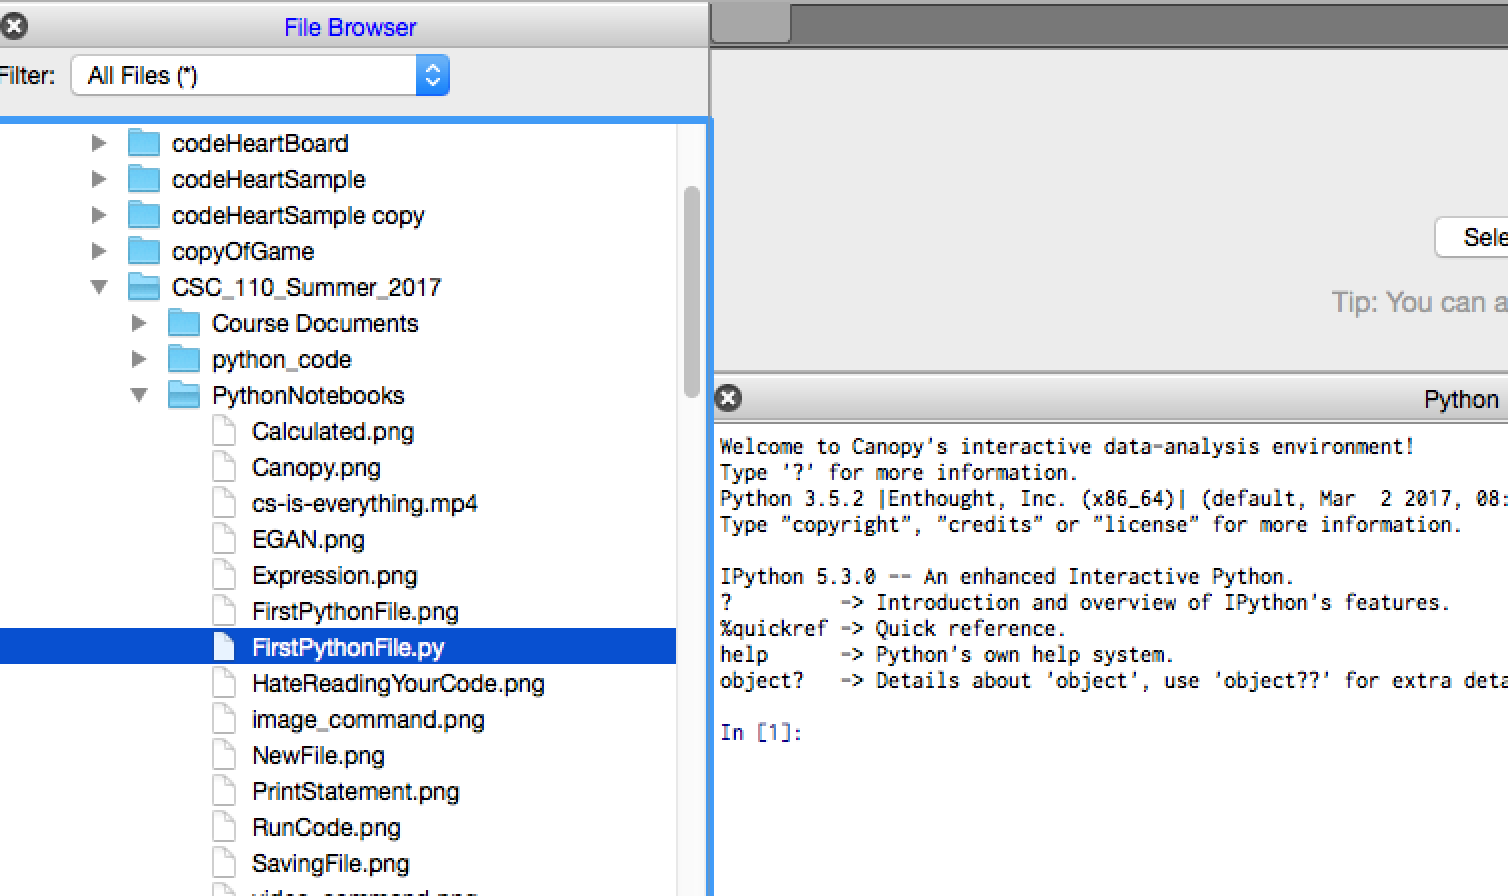 File Browser
Filter: All Files (*)
codeHeartBoard
codeHeartSample
codeHeartSample copy
copyOfGame
CSC_110_Summer_2017
Course Documents
python_code
PythonNotebooks
Calculated.png
Canopy.png
cs-is-everything.mp4
EGAN.png
Expression.png
FirstPythonFile.png
FirstPythonFile.py
HateReadingYourCode.png
image_command.png
NewFile.png
PrintStatement.png
RunCode.png
SavingFile.png
video_command.png
Sele
Tip: You can a
Python
Welcome to Canopy's interactive data-analysis environment!
Type '?' for more information.
Python 3.5.2 |Enthought, Inc. (x86_64)| (default, Mar  2 2017, 08:
Type "copyright", "credits" or "license" for more information.
IPython 5.3.0 -- An enhanced Interactive Python.
?         -> Introduction and overview of IPython's features.
%quickref -> Quick reference.
help      -> Python's own help system.
object?   -> Details about 'object', use 'object??' for extra deta
In [1]: